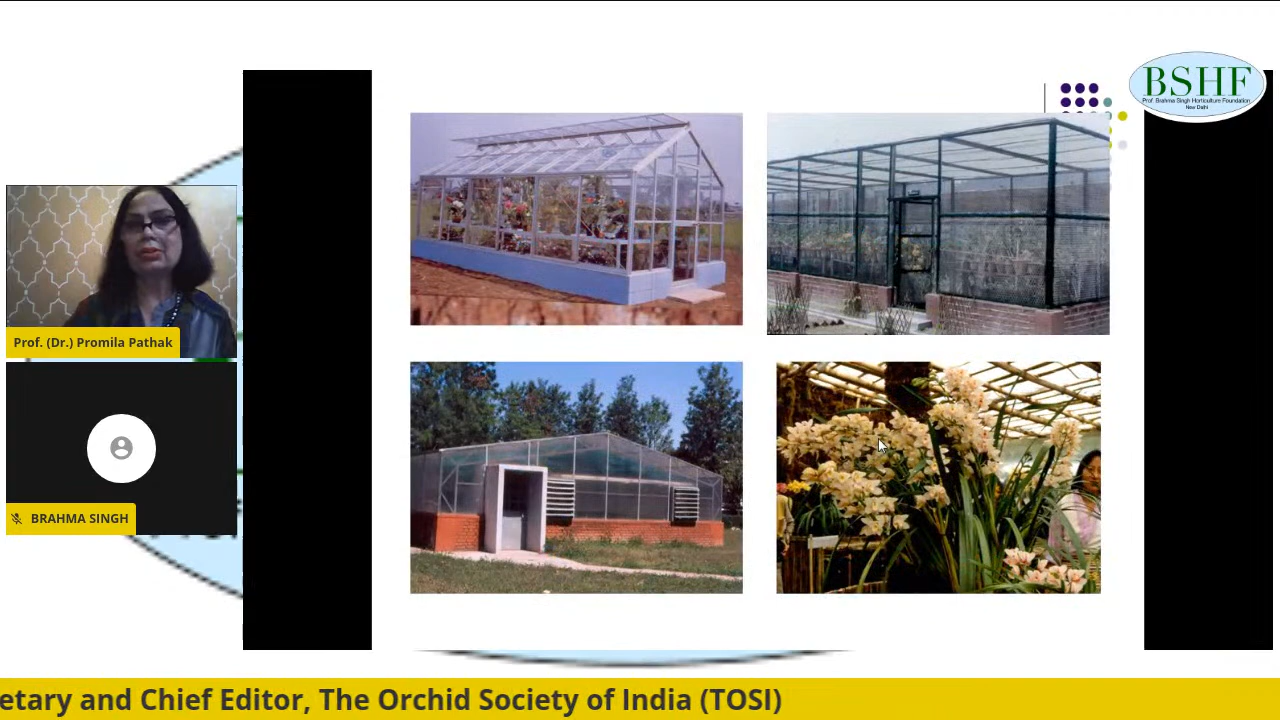 BSHF
Prof. Brahma Singh Horticulture Foundation
New Delhi
Prof. (Dr.) Promila Pathak
BRAHMA SINGH
etary and Chief Editor, The Orchid Society of India (TOSI)